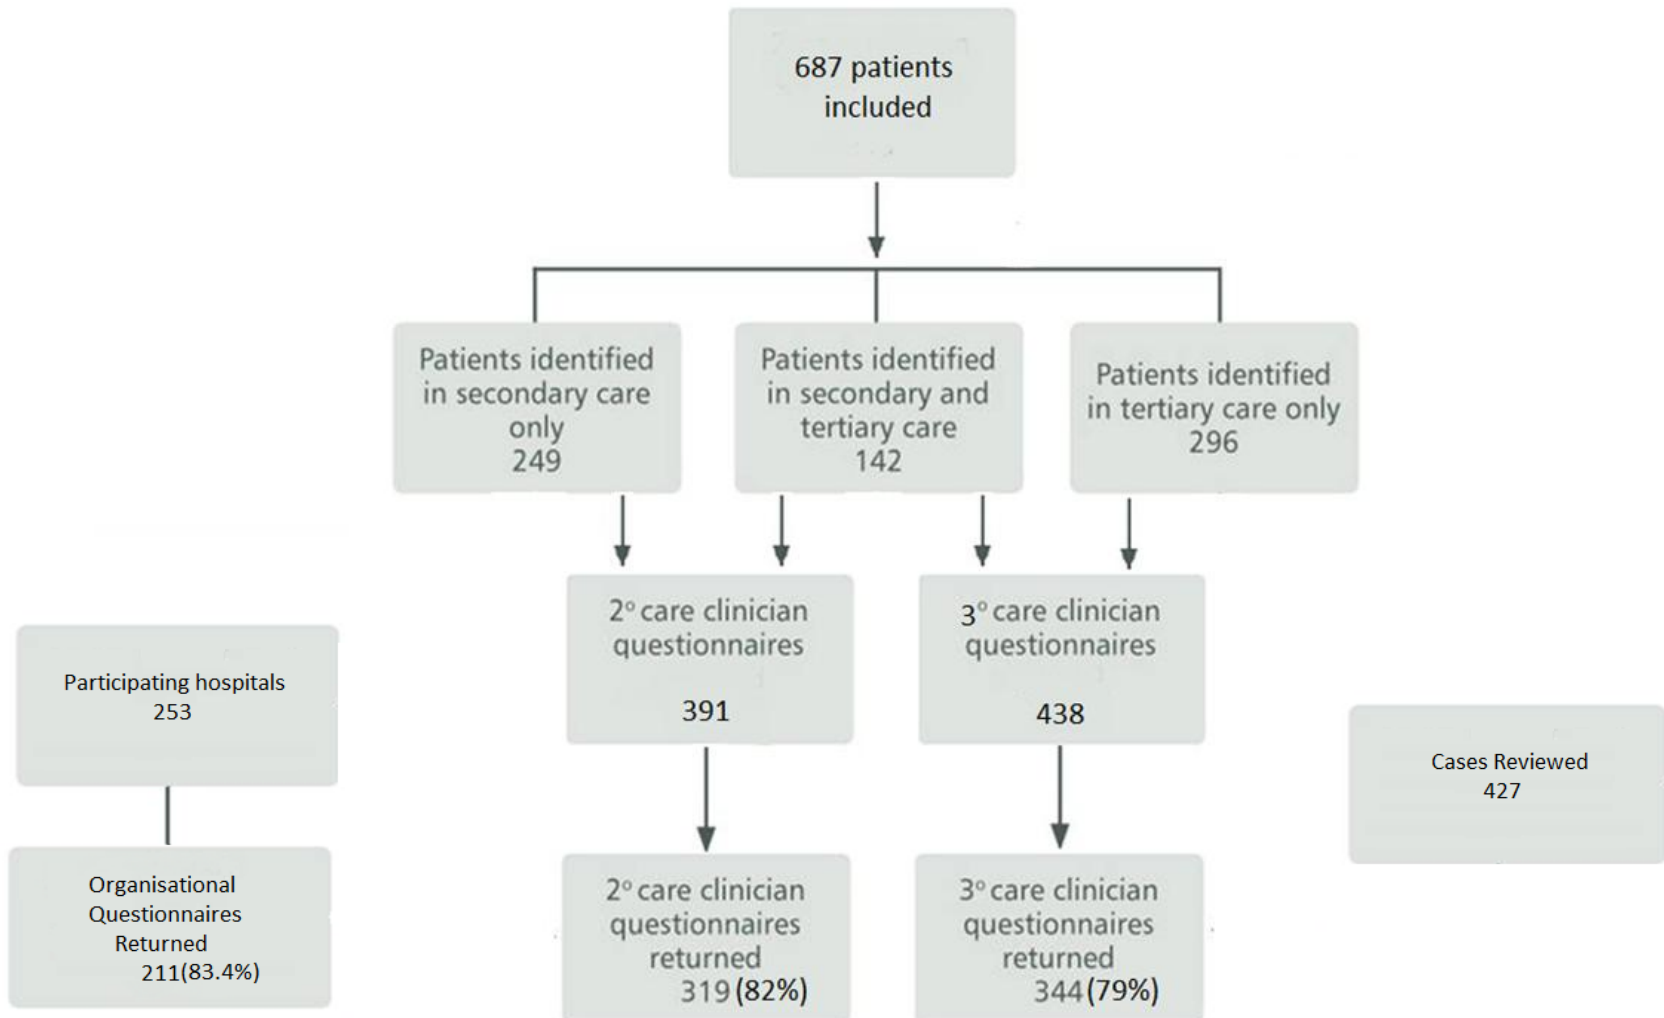 687 patients
included
Patients identified
in secondary care
only
249
Patients identified
in secondary and
tertiary care
142
Patients identified
in tertiary care only
296
2° care clinician
questionnaires
391
3° care clinician
questionnaires
438
Participating hospitals
253
Cases Reviewed
427
Organisational
Questionnaires
Returned
211(83.4%)
2° care clinician
questionnaires
returned
319 (82%)
3° care clinician
questionnaires
returned
344 (79%)